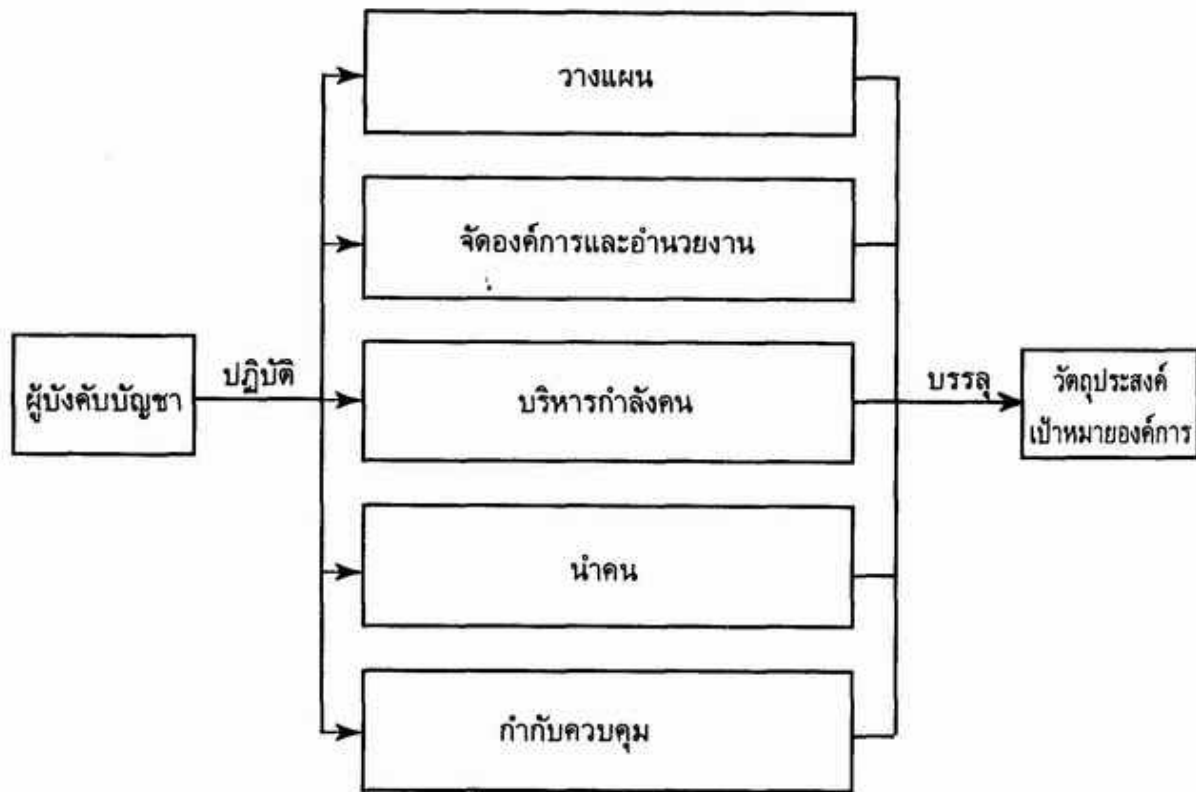 วางแผน
จัดองค์การและอำนวยงาน
ผู้บังคับบัญชา
ปฏิบัติ
บริหารกำลังคน
บรรลุ
วัตถุประสงค์
เป้าหมายองค์การ
นำคน
กำกับควบคุม